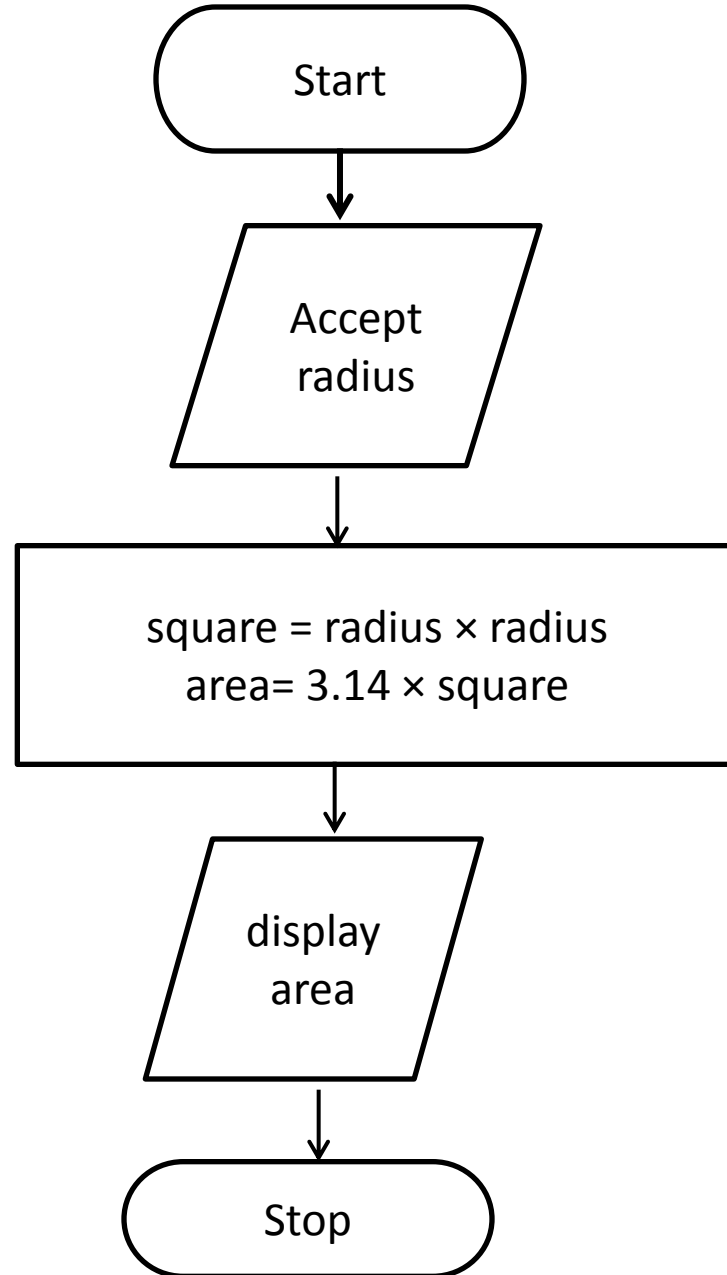 Start
Accept
radius
square = radius × radius
area= 3.14 × square
display
area
Stop